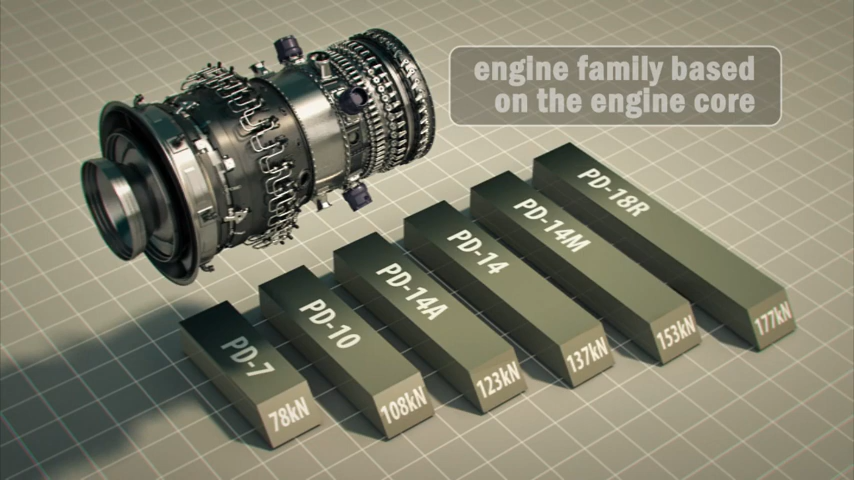 engine family based
on the engine core
PD-7
78kN
PD-10
108kN
PD-14A
123kN
PD-14
137kN
PD-14M
153kN
PD-18R
177kN